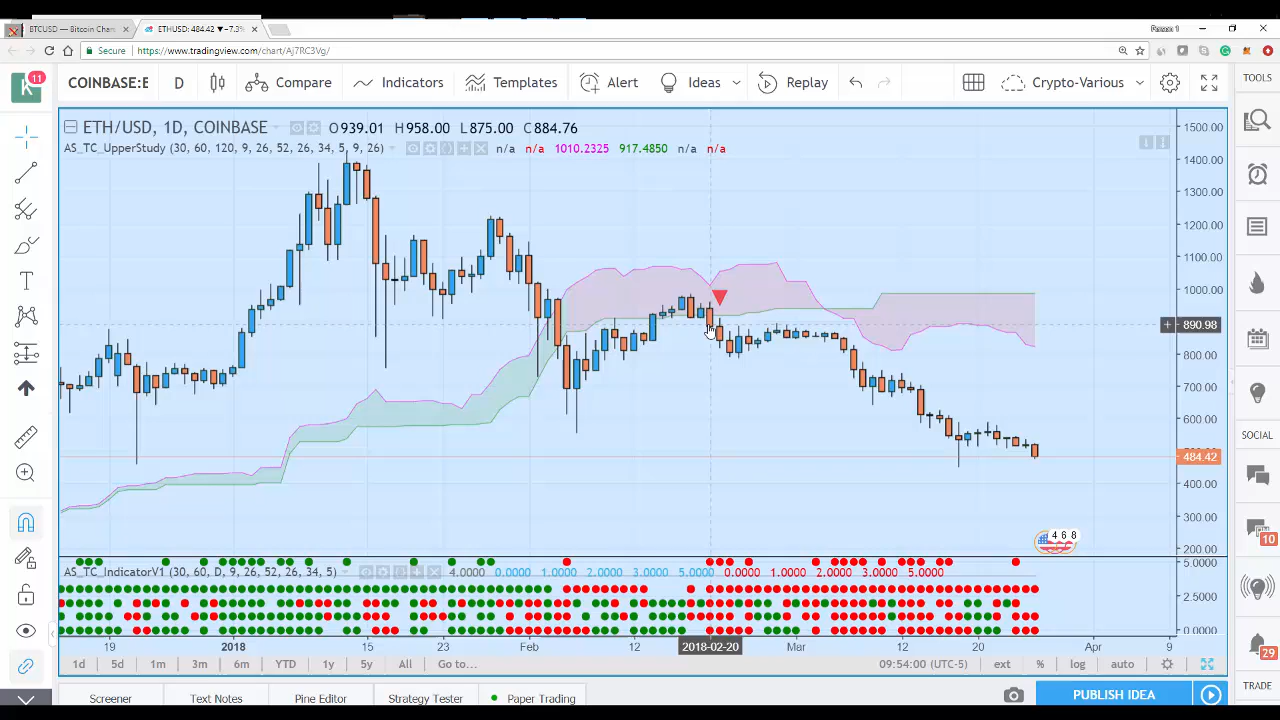 BTCUSD — Bitcoin Char
ETHUSD: 484.42 ▼−7.3%
Person 1
Secure
https://www.tradingview.com/chart/Aj7RC3Vg/
11
COINBASE:E
D
Compare
Indicators
Templates
Alert
Ideas
Replay
Crypto-Various
TOOLS
ETH/USD, 1D, COINBASE
O939.01 H958.00 L875.00 C884.76
AS_TC_UpperStudy (30, 60, 120, 9, 26, 52, 26, 34, 5, 9, 26)
n/a n/a 1010.2325 917.4850 n/a n/a
1500.00
1400.00
1300.00
1200.00
1100.00
1000.00
890.98
800.00
700.00
600.00
484.42
400.00
300.00
200.00
SOCIAL
4 6 8
10
AS_TC_IndicatorV1 (30, 60, D, 9, 26, 52, 26, 34, 5)
4.0000 0.0000 1.0000 2.0000 3.0000 5.0000 0.0000 1.0000 2.0000 3.0000 5.0000
5.0000
2.5000
0.0000
19
2018
15
23
Feb
12
2018-02-20
Mar
12
20
Apr
9
29
1d 5d 1m 3m 6m YTD 1y 5y All Go to...
09:54:00 (UTC-5)
ext % log auto
TRADE
Screener
Text Notes
Pine Editor
Strategy Tester
Paper Trading
PUBLISH IDEA